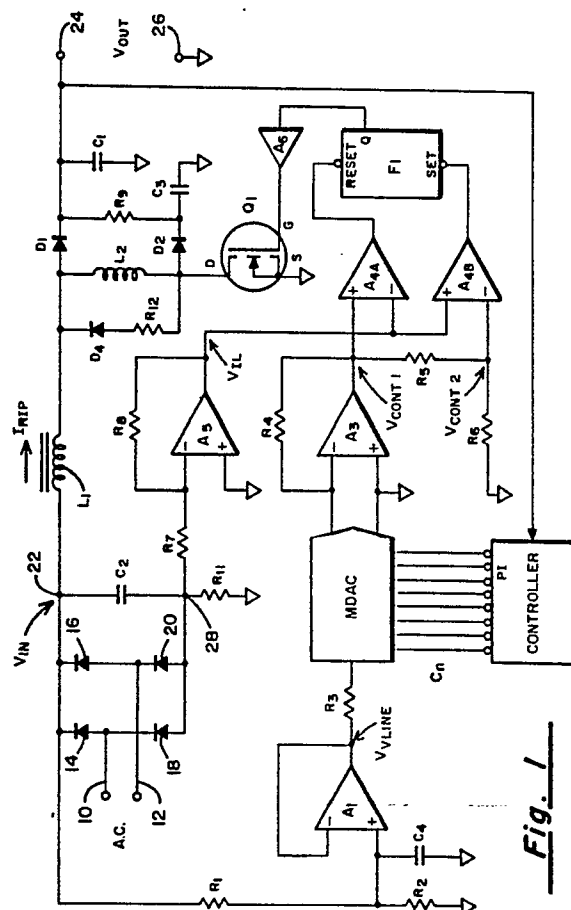 24
VOUT
26
C1
D1
R9
C3
L2
D2
Q1
D
G
S
A6
D4
R12
RESET
Q
F1
SET
A4A
+
-
A4B
+
-
IRIP
L1
VIL
R8
A5
-
+
R4
A3
-
+
VCONT 1
R5
VCONT 2
R6
22
VIN
C2
R7
R11
28
16
20
14
18
10
12
A.C.
MDAC
Cn
PI
CONTROLLER
R3
VVLINE
A1
-
+
R1
R2
C4
Fig. 1